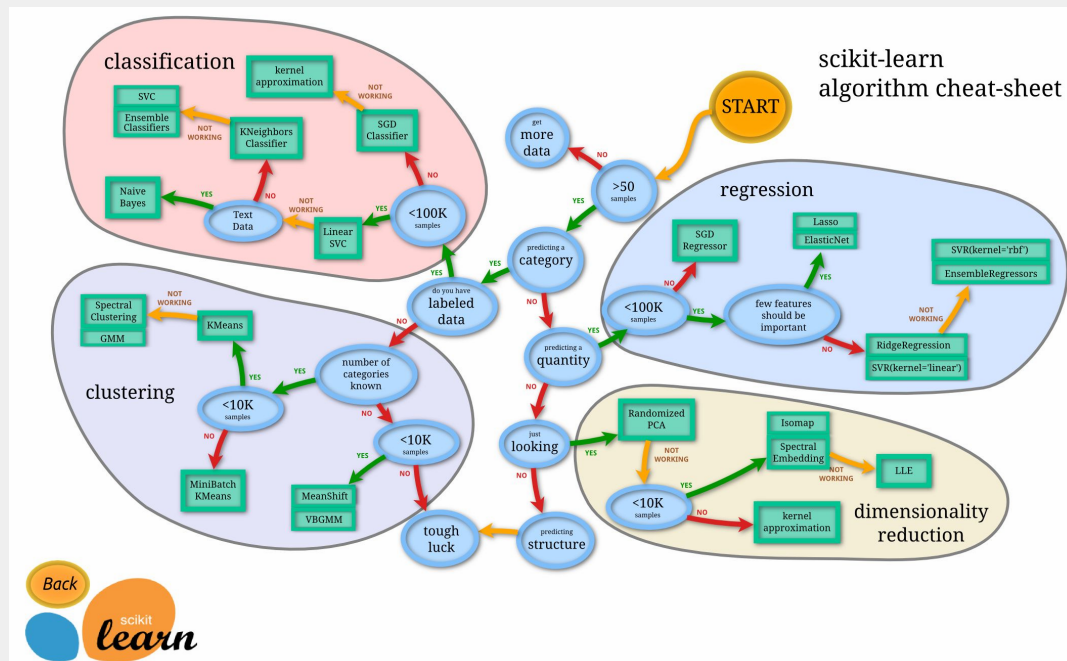 scikit-learn
algorithm cheat-sheet
START
get
more
data
NO
>50
samples
YES
predicting a
category
YES
NO
do you have
labeled
data
YES
NO
predicting a
quantity
YES
NO
just
looking
YES
NO
predicting
structure
tough
luck
classification
kernel
approximation
NOT
WORKING
SGD
Classifier
NO
<100K
samples
YES
Linear
SVC
NOT
WORKING
Text
Data
YES
Naive
Bayes
NO
KNeighbors
Classifier
NOT
WORKING
SVC
Ensemble
Classifiers
regression
SGD
Regressor
NO
<100K
samples
YES
few features
should be
important
YES
Lasso
ElasticNet
NO
RidgeRegression
SVR(kernel='linear')
NOT
WORKING
SVR(kernel='rbf')
EnsembleRegressors
clustering
number of
categories
known
YES
NO
<10K
samples
YES
KMeans
NOT
WORKING
Spectral
Clustering
GMM
NO
MiniBatch
KMeans
<10K
samples
YES
MeanShift
VBGMM
NO
dimensionality
reduction
Randomized
PCA
NOT
WORKING
<10K
samples
YES
Isomap
Spectral
Embedding
NOT
WORKING
LLE
NO
kernel
approximation
Back
scikit
learn